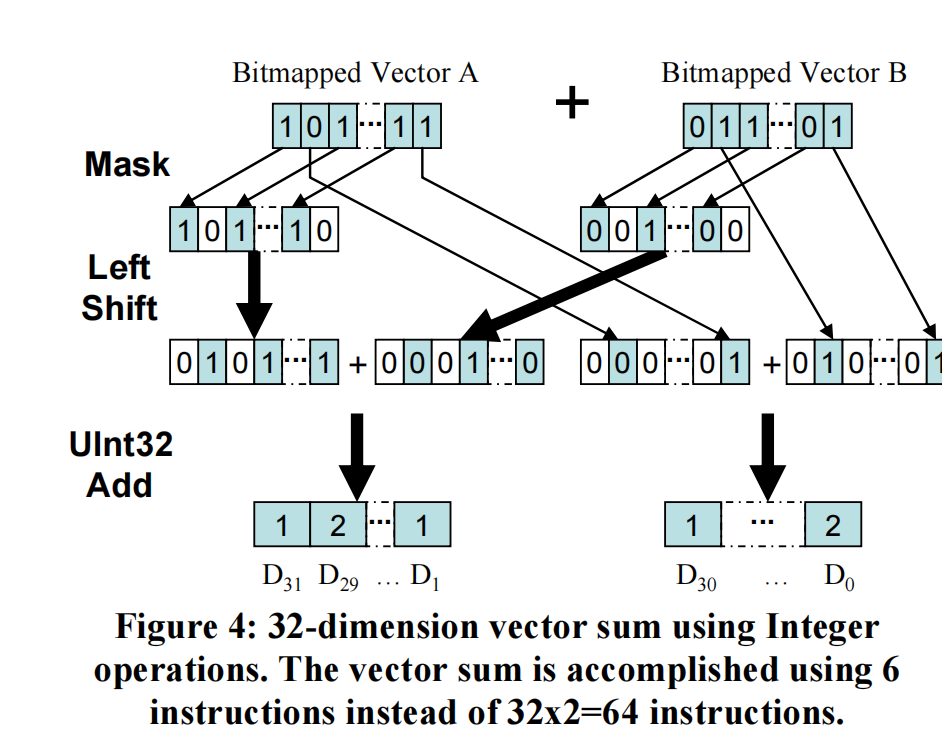 Bitmapped Vector A + Bitmapped Vector B
1 0 1 ... 1 1 0 1 1 ... 0 1
Mask
1 0 1 ... 1 0 0 0 1 ... 0 0
Left
Shift
0 1 0 1 ... 1 + 0 0 0 1 ... 0 0 0 0 ... 0 1 + 0 1 0 ... 0 1
UInt32
Add
1 2 ... 1 1 ... 2
D31 D29 ... D1 D30 ... D0
Figure 4: 32-dimension vector sum using Integer
operations. The vector sum is accomplished using 6
instructions instead of 32x2=64 instructions.